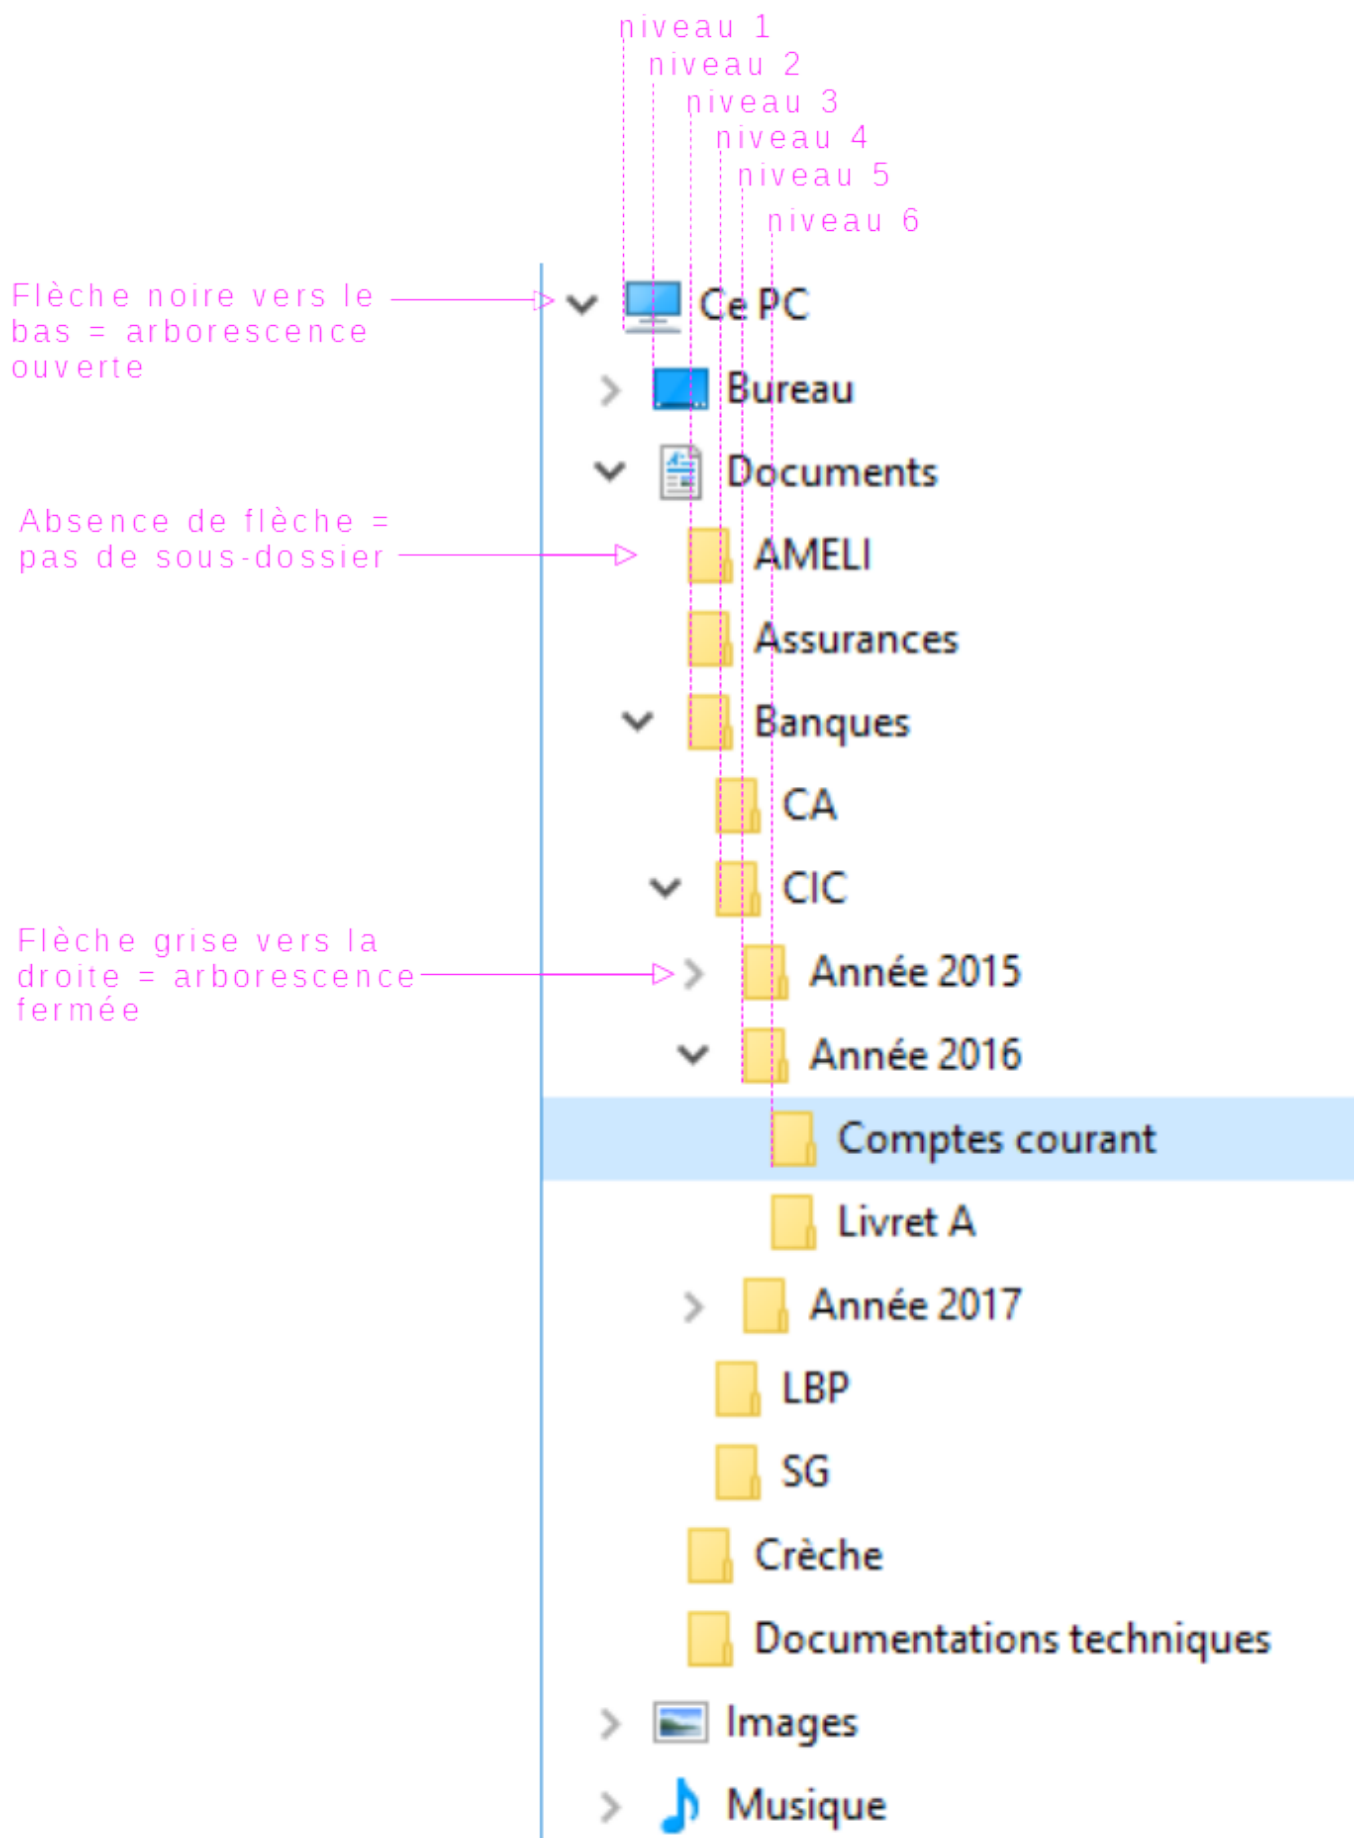 niveau 1
niveau 2
niveau 3
niveau 4
niveau 5
niveau 6
Flèche noire vers le
bas = arborescence
ouverte
Ce PC
Bureau
Documents
Absence de flèche =
pas de sous-dossier
AMELI
Assurances
Banques
CA
CIC
Flèche grise vers la
droite = arborescence
fermée
Année 2015
Année 2016
Comptes courant
Livret A
Année 2017
LBP
SG
Crèche
Documentations techniques
Images
Musique